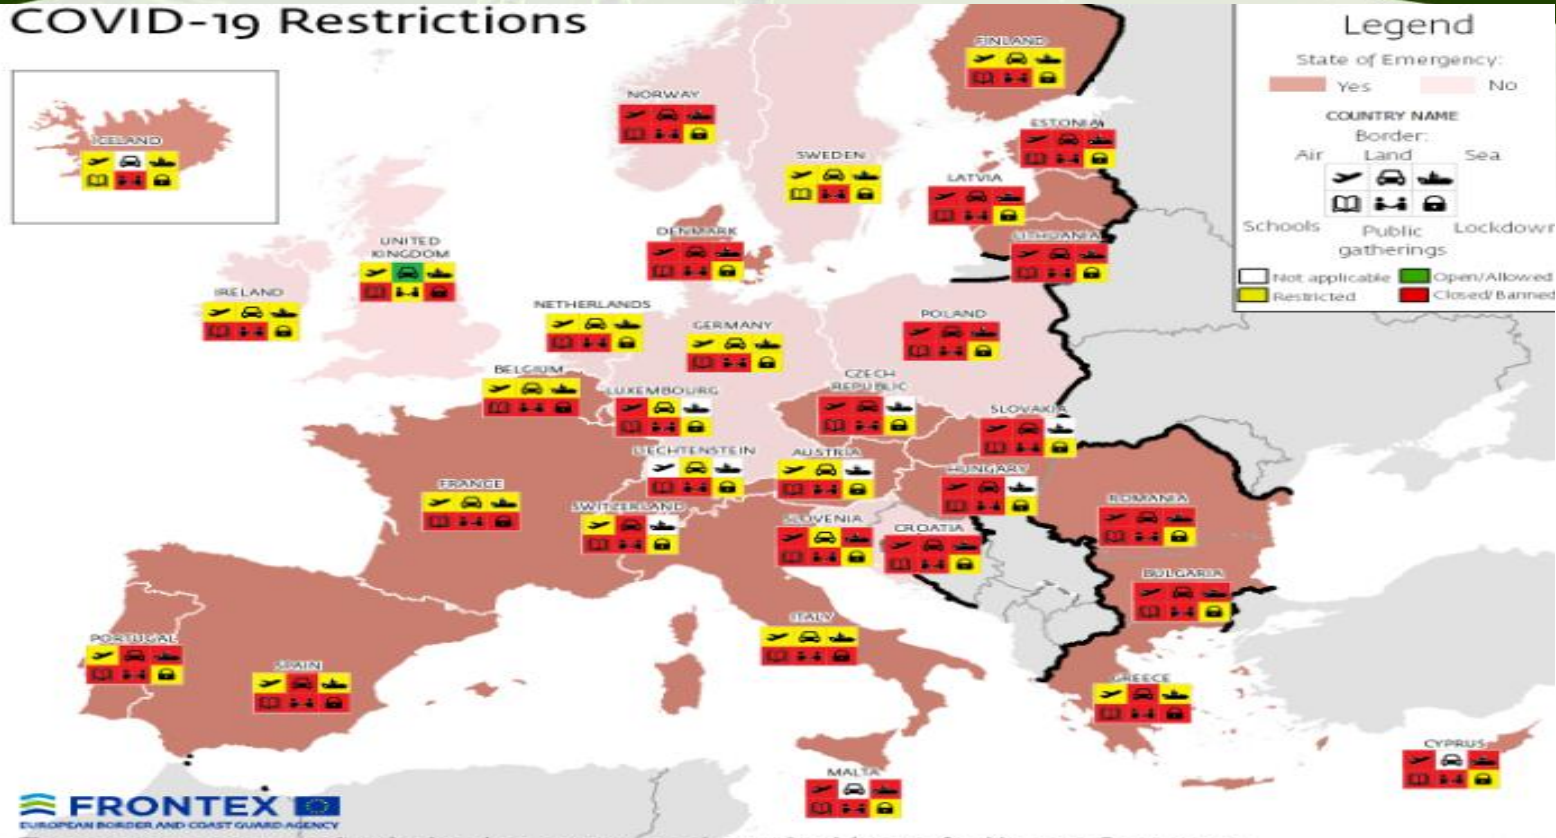 COVID-19 Restrictions
Legend
State of Emergency:
Yes
No
COUNTRY NAME
Border:
Air Land Sea
Schools Public gatherings Lockdown
Not applicable
Open/Allowed
Restricted
Closed/Banned
ICELAND
FINLAND
NORWAY
ESTONIA
SWEDEN
LATVIA
DENMARK
LITHUANIA
UNITED
KINGDOM
IRELAND
NETHERLANDS
GERMANY
POLAND
BELGIUM
LUXEMBOURG
CZECH
REPUBLIC
SLOVAKIA
LIECHTENSTEIN
AUSTRIA
HUNGARY
FRANCE
SWITZERLAND
SLOVENIA
CROATIA
ROMANIA
BULGARIA
ITALY
PORTUGAL
SPAIN
GREECE
CYPRUS
MALTA
FRONTEX
EUROPEAN BORDER AND COAST GUARD AGENCY